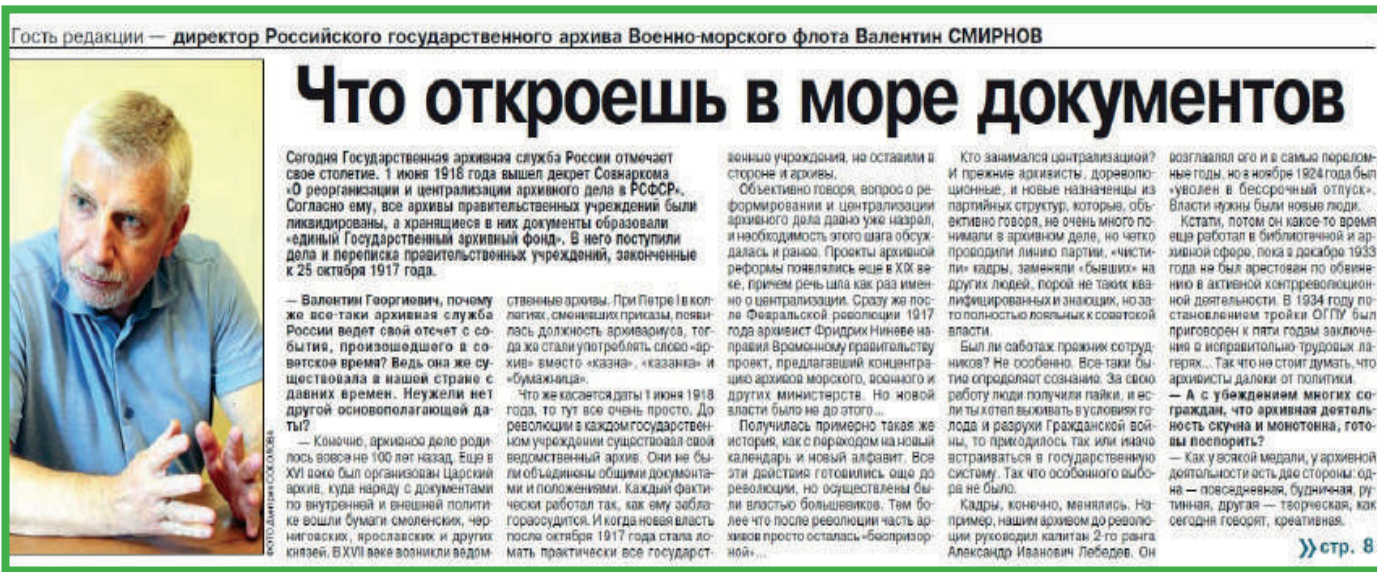 Гость редакции — директор Российского государственного архива Военно-морского флота Валентин СМИРНОВ
Что откроешь в море документов
Сегодня Государственная архивная служба России отмечает
свое столетие. 1 июня 1918 года вышел декрет Совнаркома
«О реорганизации и централизации архивного дела в РСФСР».
Согласно ему, все архивы правительственных учреждений были
ликвидированы, а хранящиеся в них документы образовали
«единый Государственный архивный фонд». В него поступили
дела и переписка правительственных учреждений, законченные
к 25 октября 1917 года.
— Валентин Георгиевич, почему
же все-таки архивная служба
России ведет свой отсчет с со-
бытия, произошедшего в со-
ветское время? Ведь она же су-
ществовала в нашей стране с
давних времен. Неужели нет
другой основополагающей да-
ты?
— Конечно, архивное дело роди-
лось вовсе не 100 лет назад. Еще в
XVI веке был организован Царский
архив, куда наряду с документами
по внутренней и внешней полити-
ке вошли бумаги смоленских, чер-
ниговских, ярославских и других
князей. В XVII веке возникли ведом-
ственные архивы. При Петре I в кол-
легиях, сменивших приказы, появи-
лась должность архивариуса, тог-
да же стали употреблять слово «ар-
хив» вместо «казна», «казанка» и
«бумажница».
Что же касается даты 1 июня 1918
года, то тут все очень просто. До
революции в каждом государствен-
ном учреждении существовал свой
ведомственный архив. Они не бы-
ли объединены общими документа-
ми и положениями. Каждый факти-
чески работал так, как ему забла-
горассудится. И когда новая власть
после октября 1917 года стала ло-
мать практически все государст-
венные учреждения, не оставили в
стороне и архивы.
Объективно говоря, вопрос о ре-
формировании и централизации
архивного дела давно уже назрел,
и необходимость этого шага обсуж-
далась и ранее. Проекты архивной
реформы появлялись еще в XIX ве-
ке, причем речь шла как раз имен-
но о централизации. Сразу же пос-
ле Февральской революции 1917
года архивист Фридрих Ниневе на-
правил Временному правительству
проект, предлагавший концентра-
цию архивов морского, военного и
других министерств. Но новой
власти было не до этого...
Получилась примерно такая же
история, как с переходом на новый
календарь и новый алфавит. Все
эти действия готовились еще до
революции, но осуществлены бы-
ли властью большевиков. Тем бо-
лее что после революции часть ар-
хивов просто осталась «беспризор-
ной»...
Кто занимался централизацией?
И прежние архивисты, дореволю-
ционные, и новые назначенцы из
партийных структур, которые, объ-
ективно говоря, не очень много по-
нимали в архивном деле, но четко
проводили линию партии, «чисти-
ли» кадры, заменяли «бывших» на
других людей, порой не таких ква-
лифицированных и знающих, но за-
то полностью лояльных к советской
власти.
Был ли саботаж прежних сотруд-
ников? Не особенно. Все-таки бы-
тие определяет сознание. За свою
работу люди получили пайки, и ес-
ли ты хотел выживать в условиях го-
лода и разрухи Гражданской вой-
ны, то приходилось так или иначе
встраиваться в государственную
систему. Так что особенного выбо-
ра не было.
Кадры, конечно, менялись. На-
пример, нашим архивом до револю-
ции руководил капитан 2-го ранга
Александр Иванович Лебедев. Он
возглавлял его и в самые перелом-
ные годы, но в ноябре 1924 года был
«уволен в бессрочный отпуск».
Власти нужны были новые люди.
Кстати, потом он какое-то время
еще работал в библиотечной и ар-
хивной сфере, пока в декабре 1933
года не был арестован по обвине-
нию в активной контрреволюцион-
ной деятельности. В 1934 году по-
становлением тройки ОГПУ был
приговорен к пяти годам заключе-
ния в исправительно-трудовых ла-
герях... Так что не стоит думать, что
архивисты далеки от политики.
— А с убеждением многих со-
граждан, что архивная деятель-
ность скучна и монотонна, гото-
вы поспорить?
— Как у всякой медали, у архивной
деятельности есть две стороны: од-
на — повседневная, будничная, ру-
тинная, другая — творческая, как
сегодня говорят, креативная.
стр. 8
ФОТО Дмитрия СОКОЛОВА